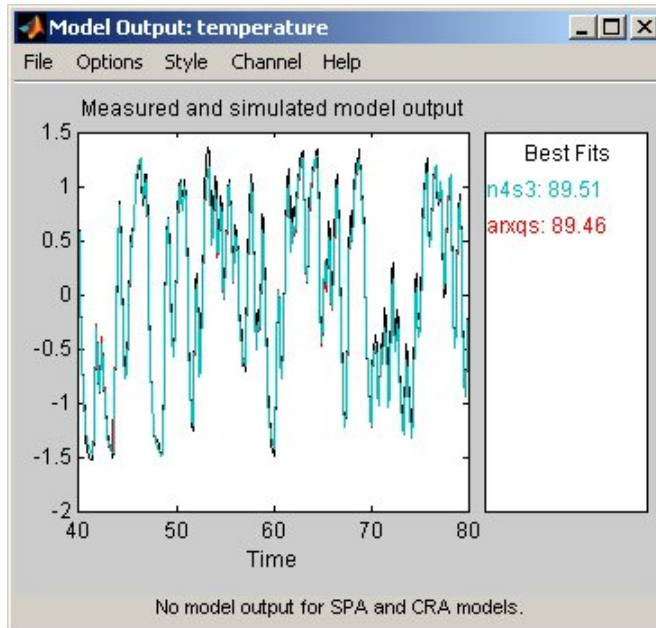 Model Output: temperature
File Options Style Channel Help
Measured and simulated model output
1.5
1
0.5
0
-0.5
-1
-1.5
-2
40 50 60 70 80
Time
Best Fits
n4s3: 89.51
arxqs: 89.46
No model output for SPA and CRA models.